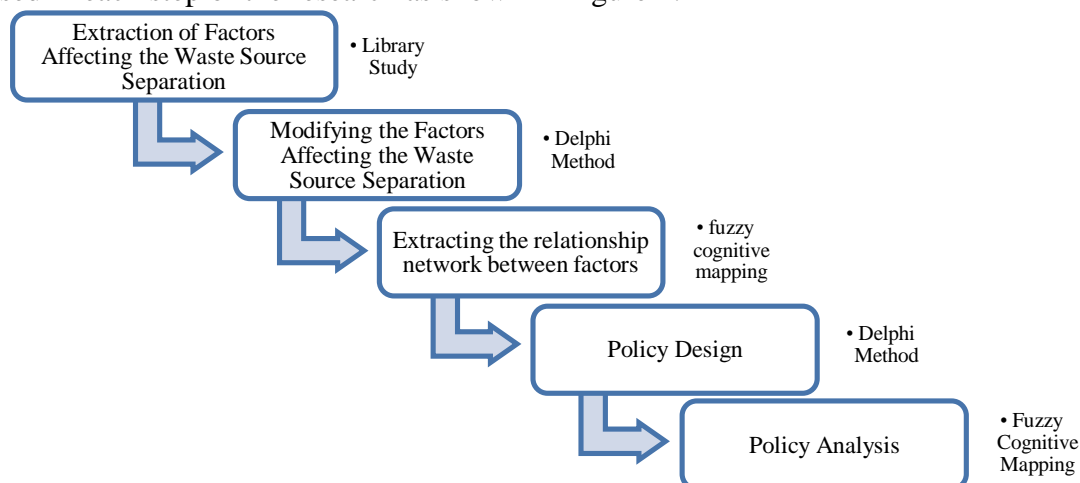 Extraction of Factors
Affecting the Waste Source
Separation
• Library
Study
Modifying the Factors
Affecting the Waste
Source Separation
• Delphi
Method
Extracting the relationship
network between factors
• fuzzy
cognitive
mapping
Policy Design
• Delphi
Method
Policy Analysis
• Fuzzy
Cognitive
Mapping